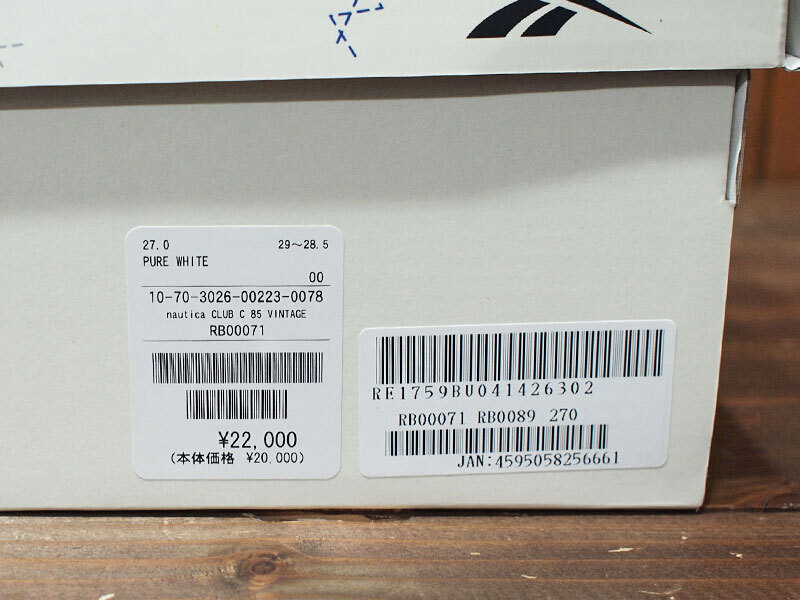 27.0 29～28.5
PURE WHITE
00
10-70-3026-00223-0078
nautica CLUB C 85 VINTAGE
RB00071
¥22,000
(本体価格 ¥20,000)
RE1759BU041426302
RB00071 RB0089 270
JAN:4595058256661